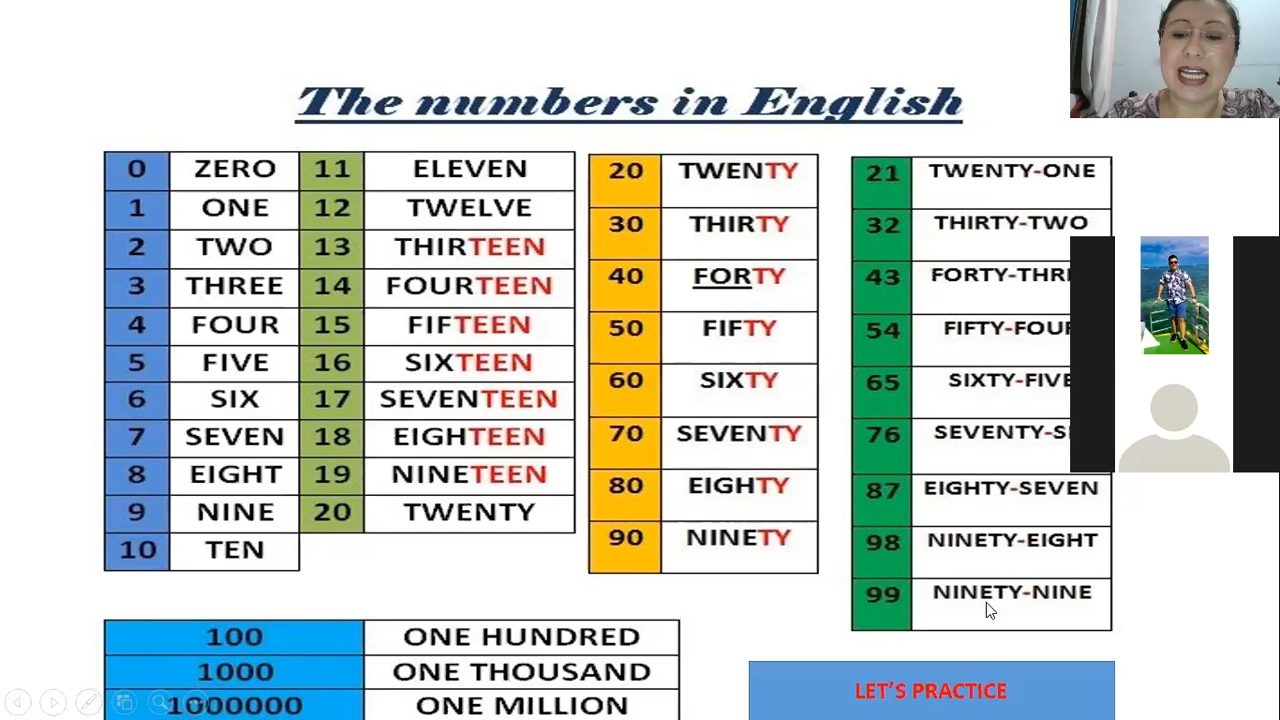 The numbers in English
0 ZERO
1 ONE
2 TWO
3 THREE
4 FOUR
5 FIVE
6 SIX
7 SEVEN
8 EIGHT
9 NINE
10 TEN
11 ELEVEN
12 TWELVE
13 THIRTEEN
14 FOURTEEN
15 FIFTEEN
16 SIXTEEN
17 SEVENTEEN
18 EIGHTEEN
19 NINETEEN
20 TWENTY
20 TWENTY
30 THIRTY
40 FORTY
50 FIFTY
60 SIXTY
70 SEVENTY
80 EIGHTY
90 NINETY
21 TWENTY-ONE
32 THIRTY-TWO
43 FORTY-THR
54 FIFTY-FOUR
65 SIXTY-FIVE
76 SEVENTY-S
87 EIGHTY-SEVEN
98 NINETY-EIGHT
99 NINETY-NINE
100 ONE HUNDRED
1000 ONE THOUSAND
1000000 ONE MILLION
LET'S PRACTICE